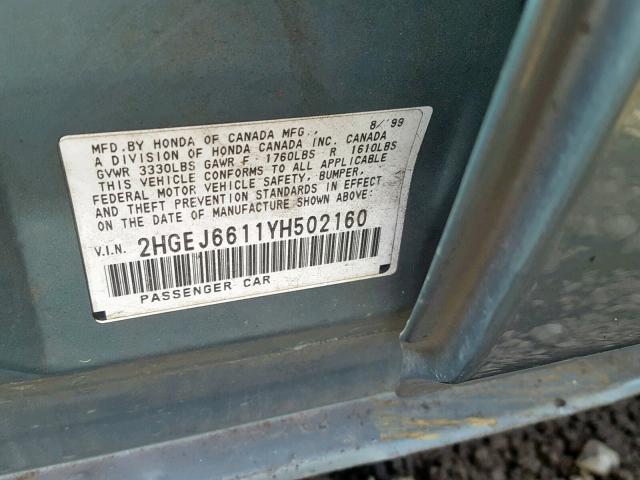 MFD.BY HONDA OF CANADA MFG., 8/'99
A DIVISION OF HONDA CANADA INC. CANADA
GVWR 3330LBS GAWR F 1760LBS R 1610LBS
THIS VEHICLE CONFORMS TO ALL APPLICABLE
FEDERAL MOTOR VEHICLE SAFETY, BUMPER,
AND THEFT PREVENTION STANDARDS IN EFFECT
ON THE DATE OF MANUFACTURE SHOWN ABOVE:
V.I.N. 2HGEJ6611YH502160
PASSENGER CAR